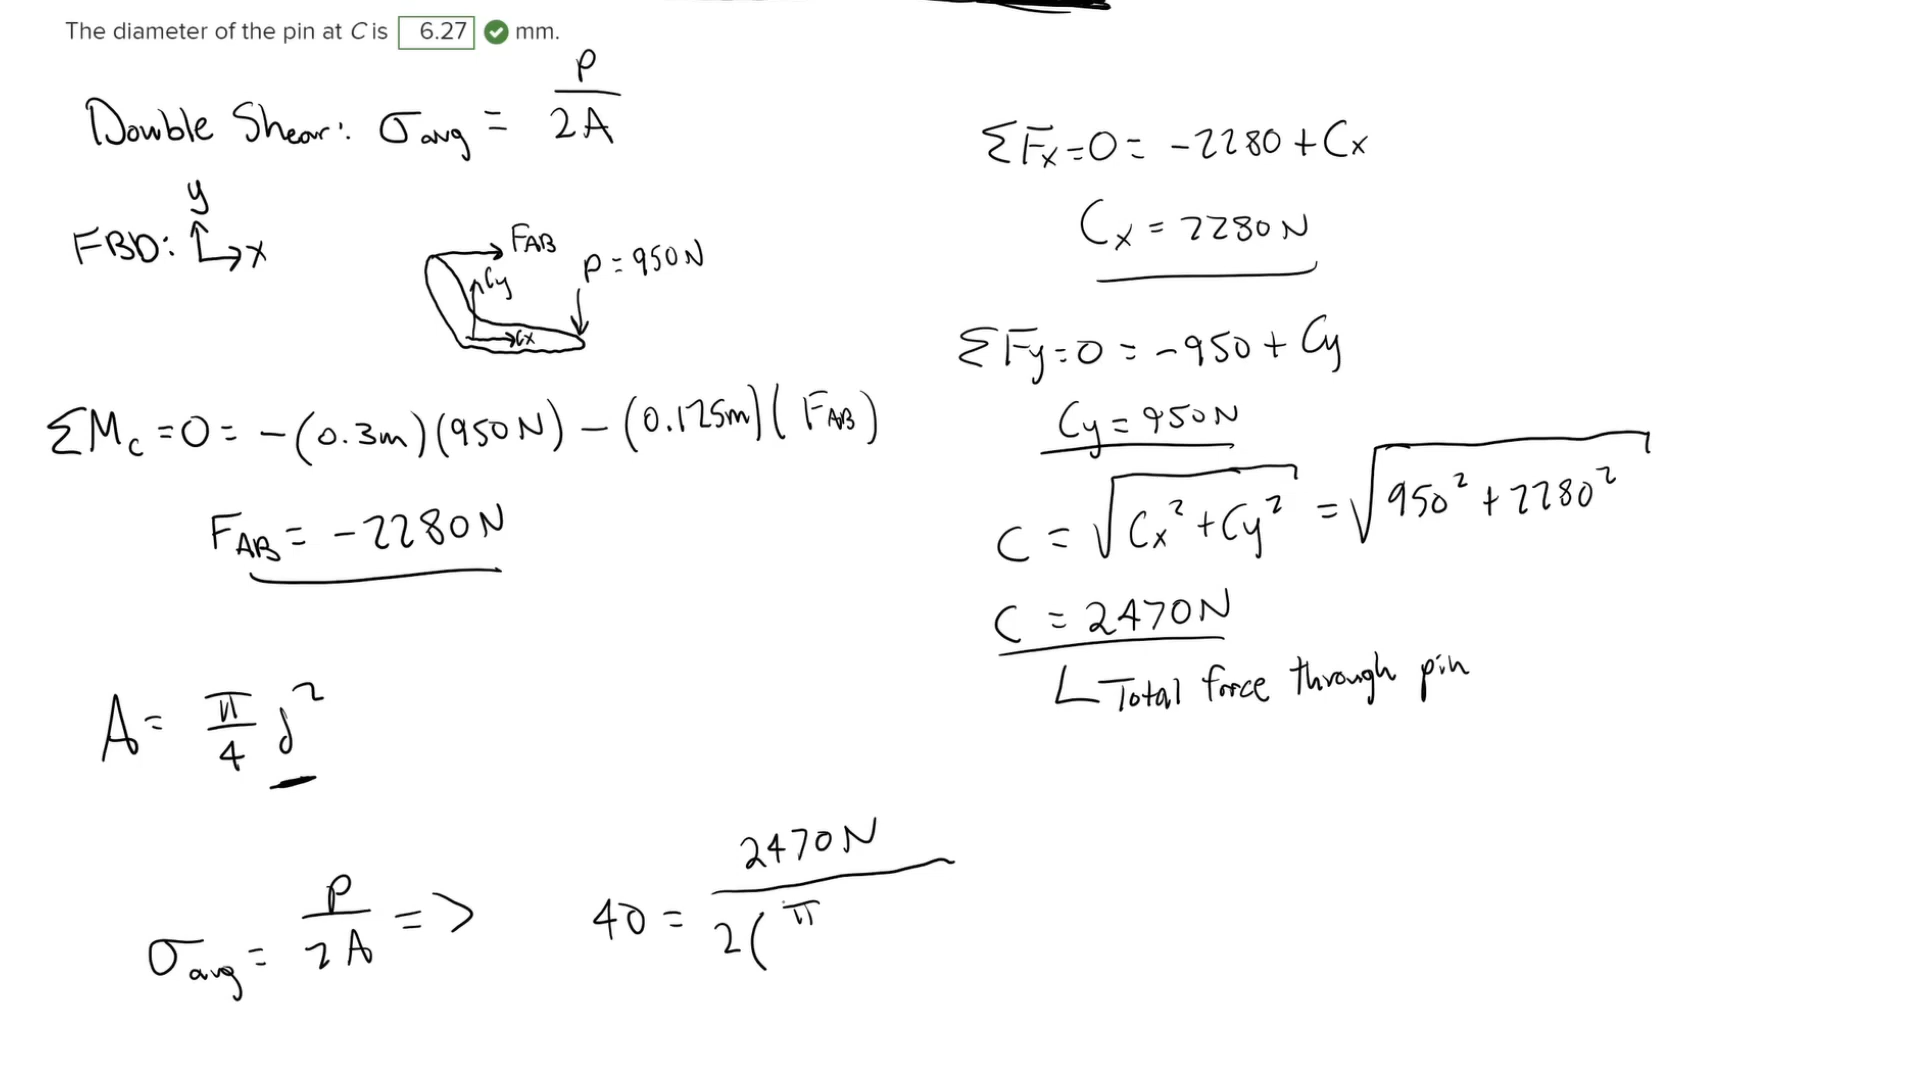 The diameter of the pin at C is 6.27 mm.
Double Shear: σavg = P / 2A
FBD: y x
FAB
Cy
Cx
P = 950N
ΣMc = 0 = -(0.3m)(950N) - (0.125m)(FAB)
FAB = -2280N
A = π/4 d²
σavg = P / 2A => 40 = 2470N / 2(π
ΣFx=0= -2280 + Cx
Cx = 2280N
ΣFy=0 = -950 + Cy
Cy = 950N
C = √Cx²+Cy² = √950² + 2280²
C = 2470N
Total force through pin